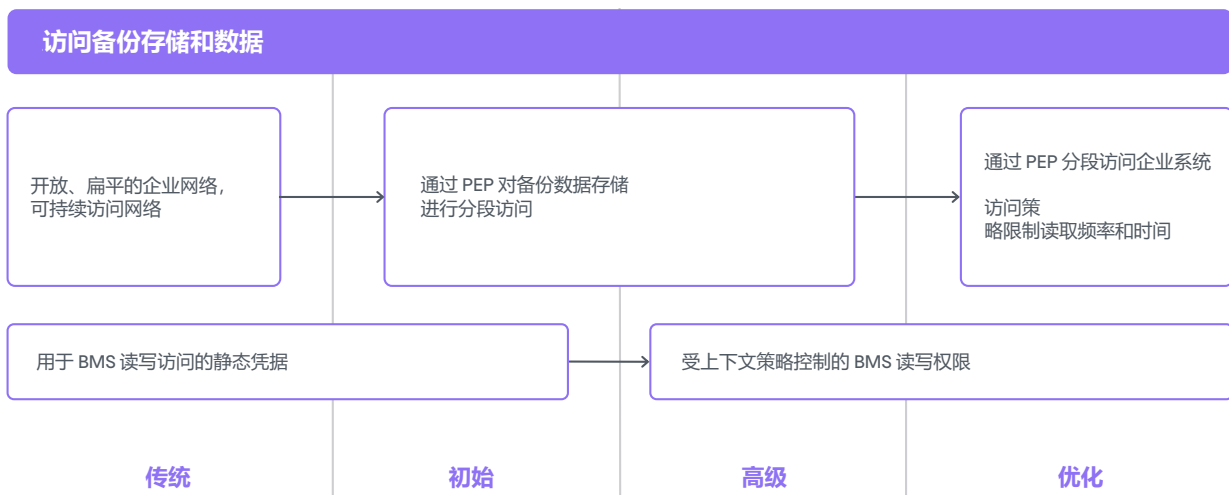 访问备份存储和数据
开放、扁平的企业网络，
可持续访问网络
通过 PEP 对备份数据存储
进行分段访问
通过 PEP 分段访问企业系统
访问策
略限制读取频率和时间
用于 BMS 读写访问的静态凭据
受上下文策略控制的 BMS 读写权限
传统
初始
高级
优化